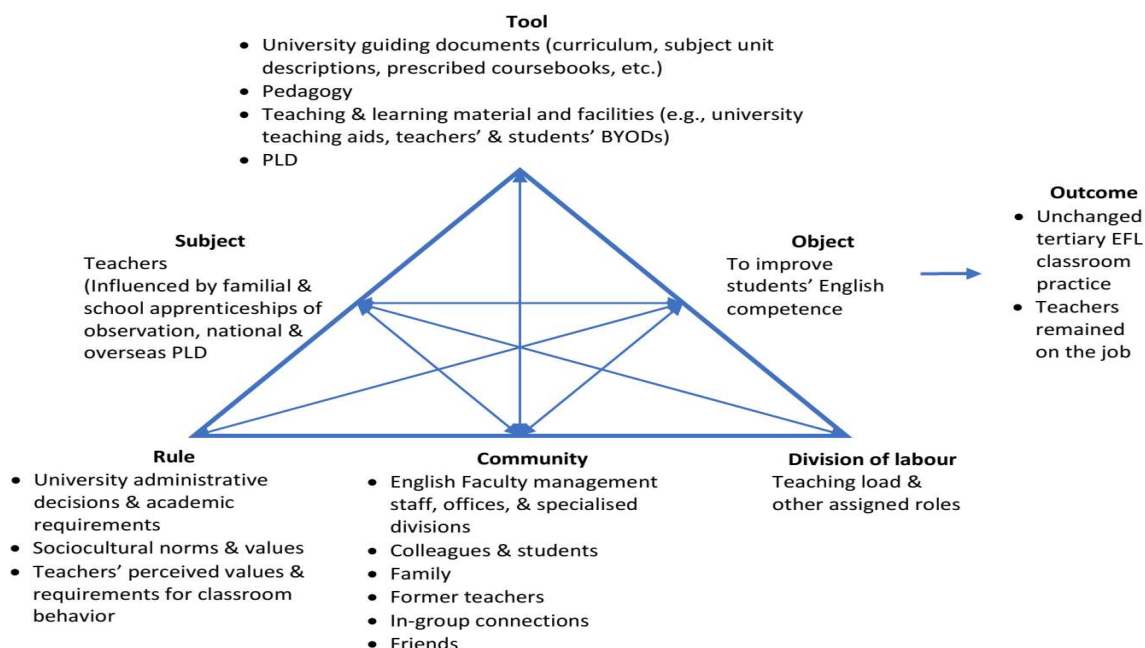 Tool
• University guiding documents (curriculum, subject unit
descriptions, prescribed coursebooks, etc.)
• Pedagogy
• Teaching & learning material and facilities (e.g., university
teaching aids, teachers' & students' BYODs)
• PLD
Subject
Teachers
(Influenced by familial &
school apprenticeships of
observation, national &
overseas PLD
Object
To improve
students' English
competence
Outcome
• Unchanged
tertiary EFL
classroom
practice
• Teachers
remained
on the job
Rule
• University administrative
decisions & academic
requirements
• Sociocultural norms & values
• Teachers' perceived values &
requirements for classroom
behavior
Community
• English Faculty management
staff, offices, & specialised
divisions
• Colleagues & students
• Family
• Former teachers
• In-group connections
• Friends
Division of labour
Teaching load &
other assigned roles